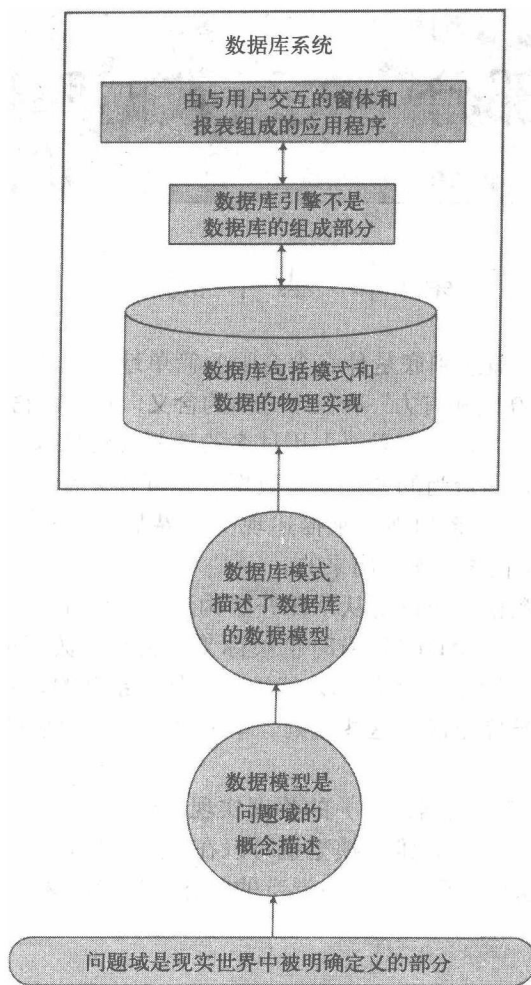 数据库系统
由与用户交互的窗体和
报表组成的应用程序
数据库引擎不是
数据库的组成部分
数据库包括模式和
数据的物理实现
数据库模式
描述了数据库
的数据模型
数据模型是
问题域的
概念描述
问题域是现实世界中被明确定义的部分